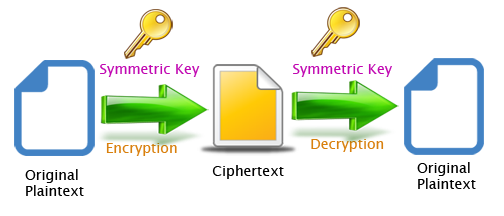 Symmetric Key
Symmetric Key
Encryption
Decryption
Original
Plaintext
Ciphertext
Original
Plaintext